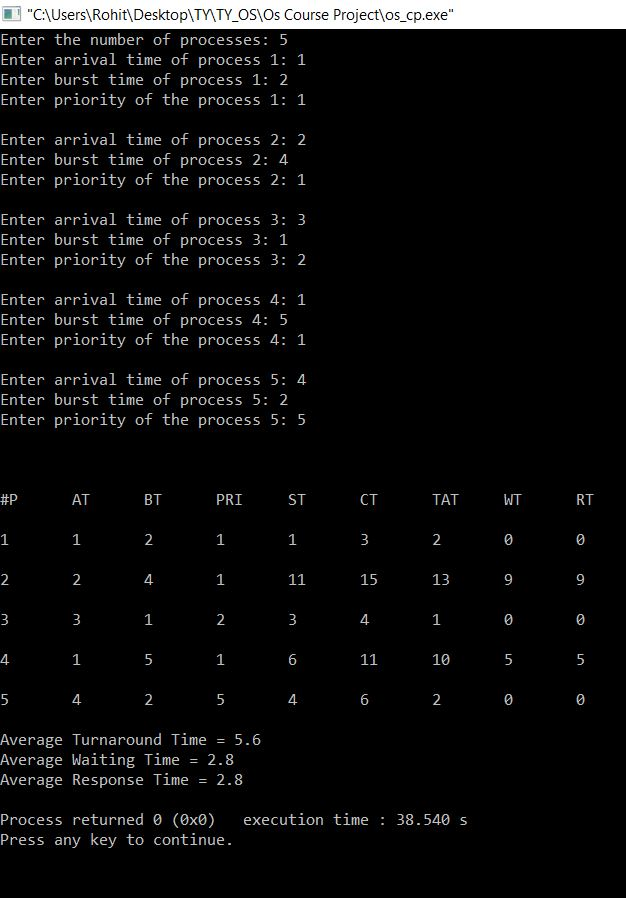 "C:\Users\Rohit\Desktop\TY\TY_OS\Os Course Project\os_cp.exe"
Enter the number of processes: 5
Enter arrival time of process 1: 1
Enter burst time of process 1: 2
Enter priority of the process 1: 1
Enter arrival time of process 2: 2
Enter burst time of process 2: 4
Enter priority of the process 2: 1
Enter arrival time of process 3: 3
Enter burst time of process 3: 1
Enter priority of the process 3: 2
Enter arrival time of process 4: 1
Enter burst time of process 4: 5
Enter priority of the process 4: 1
Enter arrival time of process 5: 4
Enter burst time of process 5: 2
Enter priority of the process 5: 5
#P AT BT PRI ST CT TAT WT RT
1 1 2 1 1 3 2 0 0
2 2 4 1 11 15 13 9 9
3 3 1 2 3 4 1 0 0
4 1 5 1 6 11 10 5 5
5 4 2 5 4 6 2 0 0
Average Turnaround Time = 5.6
Average Waiting Time = 2.8
Average Response Time = 2.8
Process returned 0 (0x0) execution time : 38.540 s
Press any key to continue.